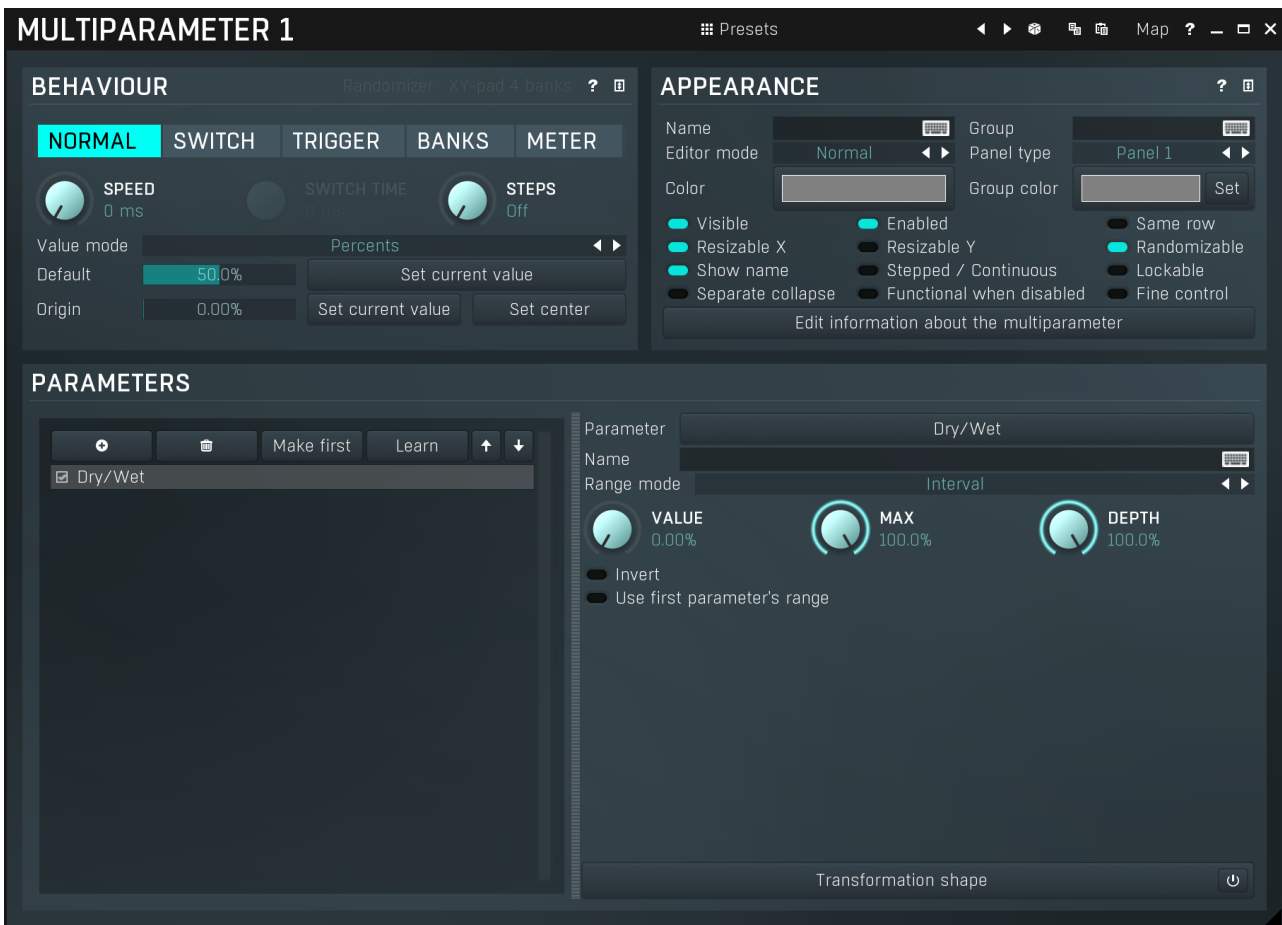 MULTIPARAMETER 1 Presets Map ?
BEHAVIOUR Randomizer XY-pad 4 banks ?
NORMAL SWITCH TRIGGER BANKS METER
SPEED SWITCH TIME STEPS
0 ms 0 ms Off
Value mode Percents
Default 50.0% Set current value
Origin 0.00% Set current value Set center
APPEARANCE ?
Name Group
Editor mode Normal Panel type Panel 1
Color Group color Set
Visible Enabled Same row
Resizable X Resizable Y Randomizable
Show name Stepped / Continuous Lockable
Separate collapse Functional when disabled Fine control
Edit information about the multiparameter
PARAMETERS
Make first Learn
Dry/Wet
Parameter Dry/Wet
Name
Range mode Interval
VALUE MAX DEPTH
0.00% 100.0% 100.0%
Invert
Use first parameter's range
Transformation shape